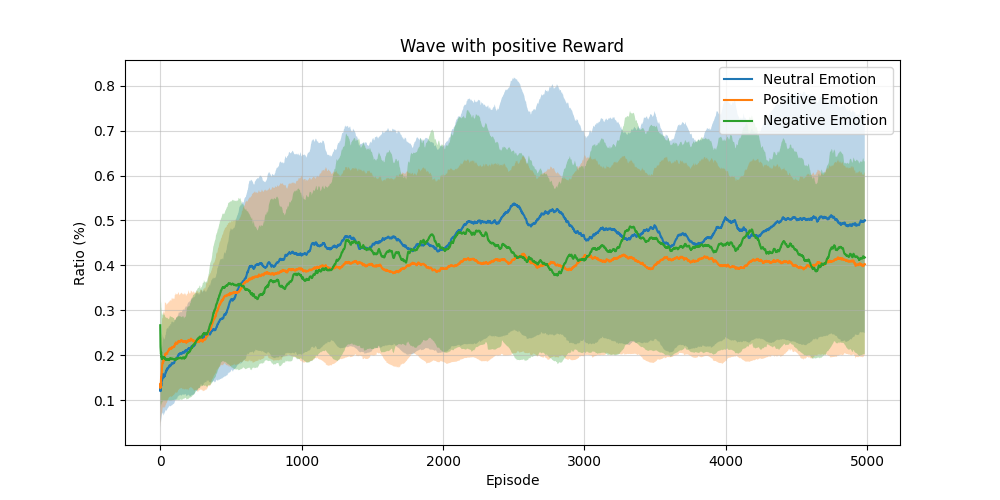 Wave with positive Reward
Neutral Emotion
Positive Emotion
Negative Emotion
Ratio (%)
0.8
0.7
0.6
0.5
0.4
0.3
0.2
0.1
0 1000 2000 3000 4000 5000
Episode